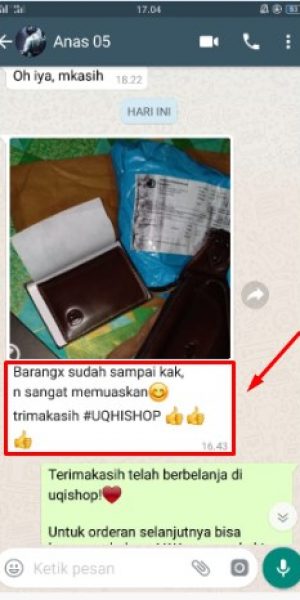 17.04
Anas 05
Oh iya, mkasih 18.22
HARI INI
Barangx sudah sampai kak,
n sangat memuaskan😊
trimakasih #UQHISHOP 👍👍
👍 16.43
Terimakasih telah berbelanja di
uqishop!❤️
Untuk orderan selanjutnya bisa
Ketik pesan